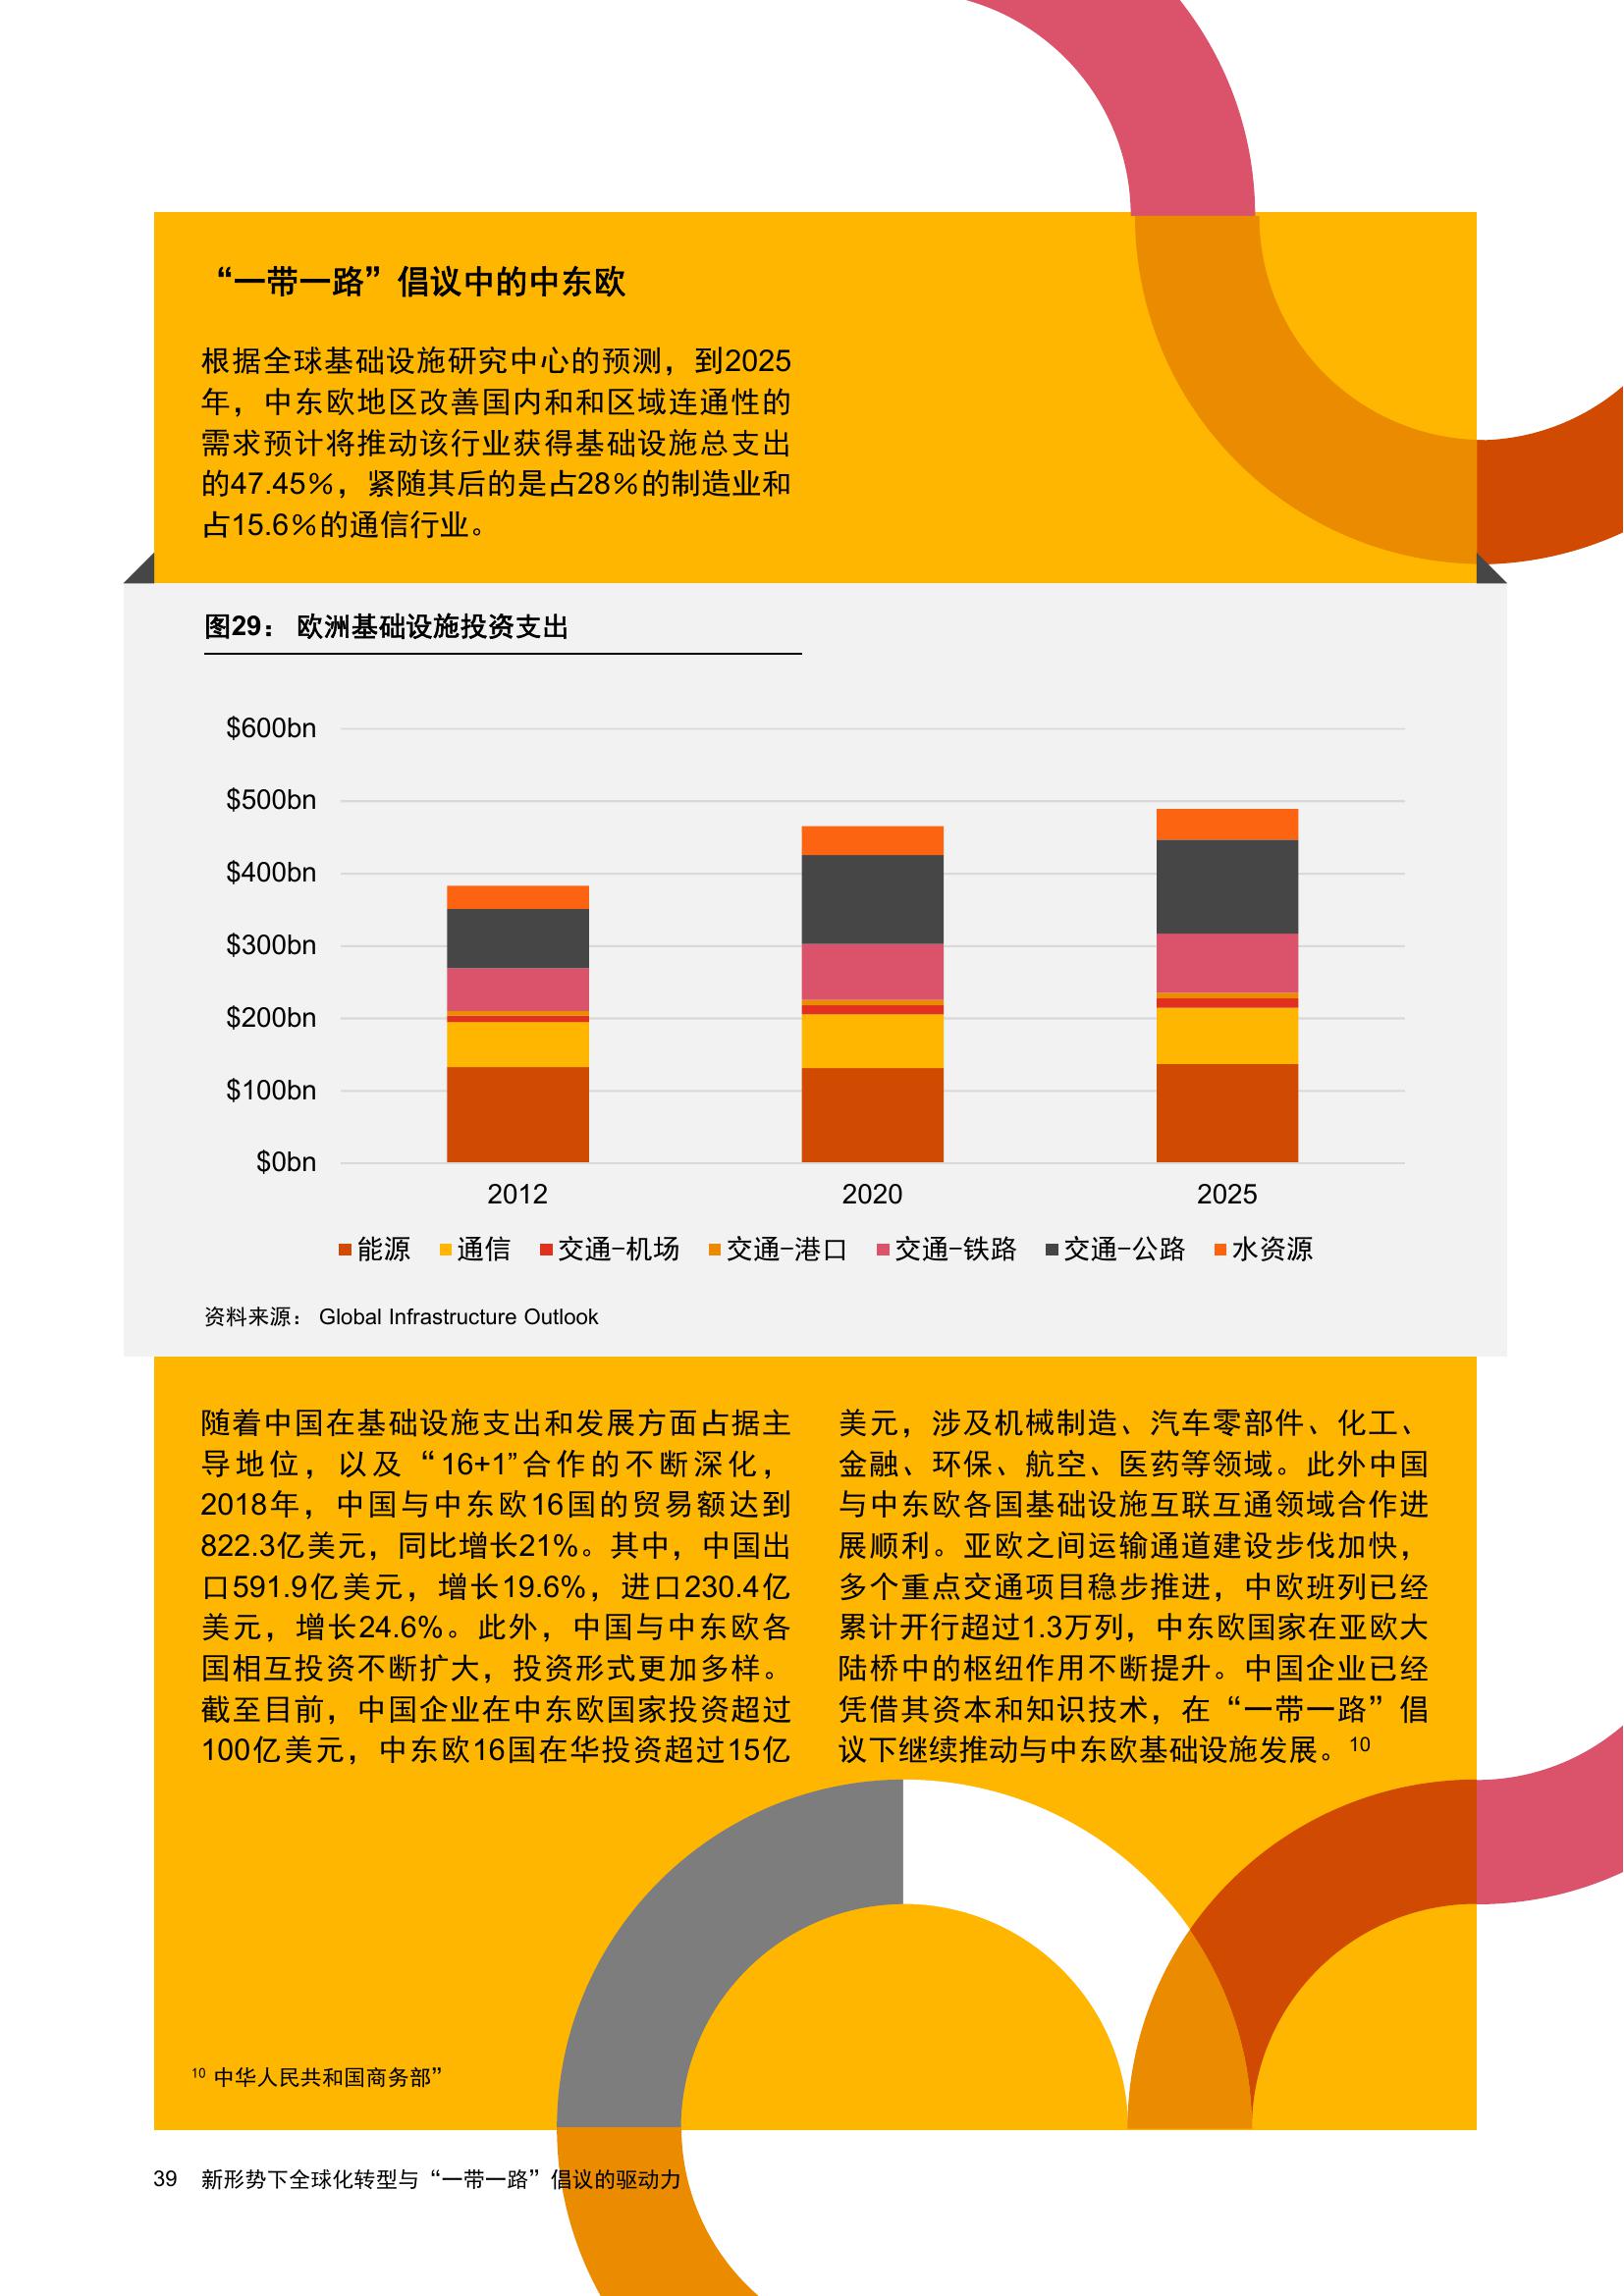 “一带一路”倡议中的中东欧
根据全球基础设施研究中心的预测，到2025
年，中东欧地区改善国内和和区域连通性的
需求预计将推动该行业获得基础设施总支出
的47.45%，紧随其后的是占28%的制造业和
占15.6%的通信行业。
图29： 欧洲基础设施投资支出
$600bn
$500bn
$400bn
$300bn
$200bn
$100bn
$0bn
2012 2020 2025
能源 通信 交通-机场 交通-港口 交通-铁路 交通-公路 水资源
资料来源： Global Infrastructure Outlook
随着中国在基础设施支出和发展方面占据主
导地位，以及“16+1”合作的不断深化，
2018年，中国与中东欧16国的贸易额达到
822.3亿美元，同比增长21%。其中，中国出
口591.9亿美元，增长19.6%，进口230.4亿
美元，增长24.6%。此外，中国与中东欧各
国相互投资不断扩大，投资形式更加多样。
截至目前，中国企业在中东欧国家投资超过
100亿美元，中东欧16国在华投资超过15亿
美元，涉及机械制造、汽车零部件、化工、
金融、环保、航空、医药等领域。此外中国
与中东欧各国基础设施互联互通领域合作进
展顺利。亚欧之间运输通道建设步伐加快，
多个重点交通项目稳步推进，中欧班列已经
累计开行超过1.3万列，中东欧国家在亚欧大
陆桥中的枢纽作用不断提升。中国企业已经
凭借其资本和知识技术，在“一带一路”倡
议下继续推动与中东欧基础设施发展。10
10 中华人民共和国商务部”
39 新形势下全球化转型与“一带一路”倡议的驱动力